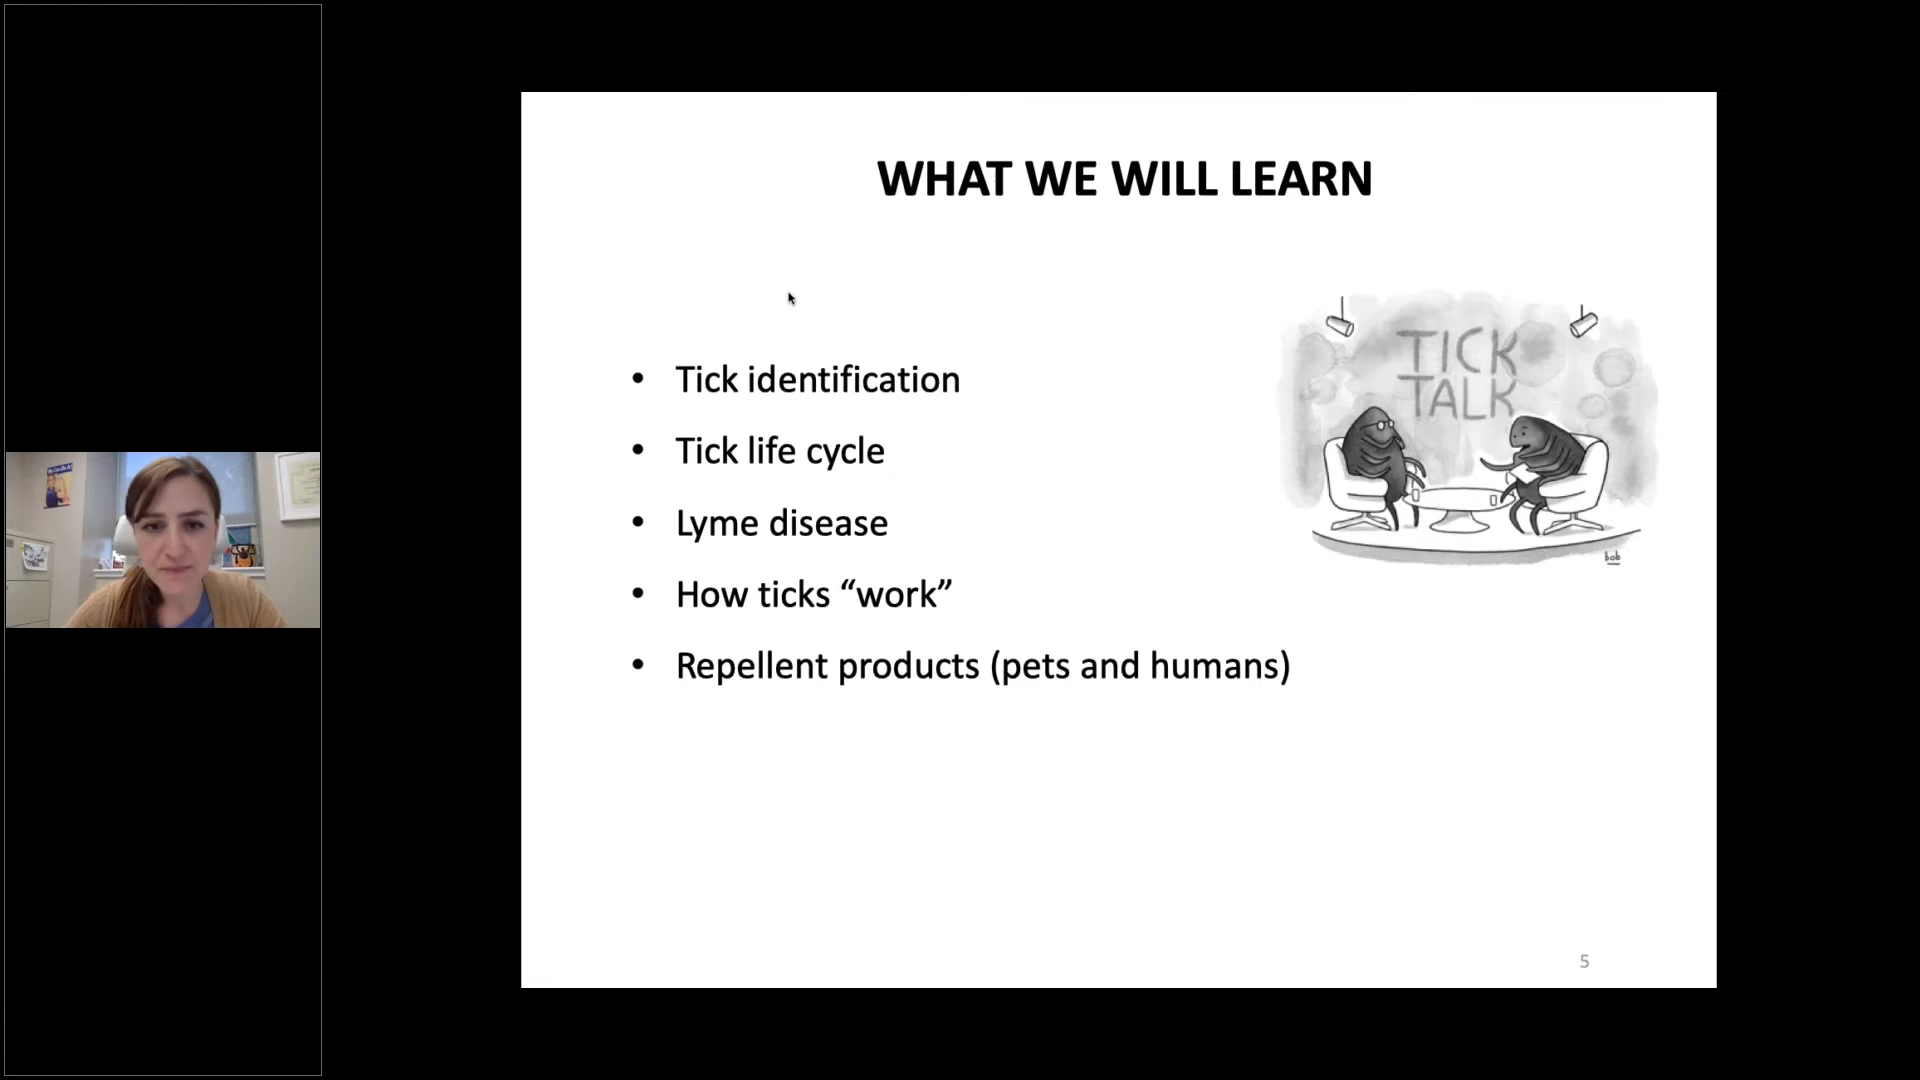 WHAT WE WILL LEARN
TICK
TALK
• Tick identification
• Tick life cycle
• Lyme disease
• How ticks “work”
• Repellent products (pets and humans)
bob
5